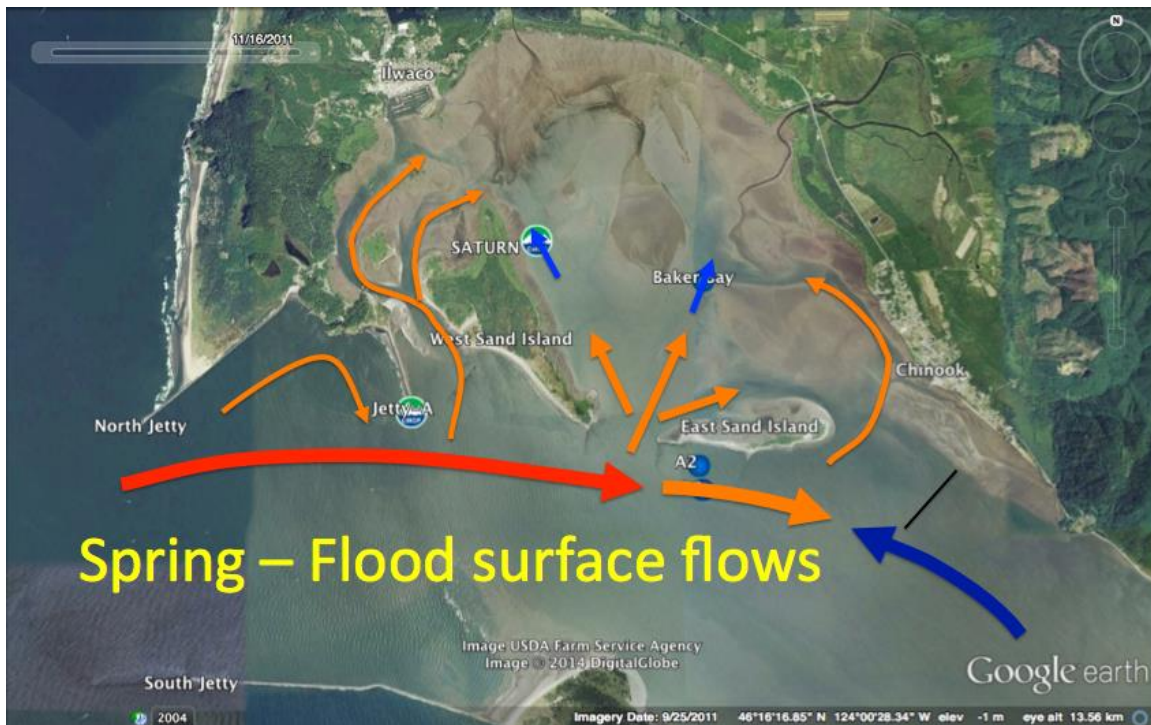 11/16/2011
N
Ilwaco
SATURN
Baker Bay
West Sand Island
Chinook
Jetty A
North Jetty
East Sand Island
A2
Spring – Flood surface flows
Image USDA Farm Service Agency
Image © 2014 DigitalGlobe
Google earth
South Jetty
2004
Imagery Date: 9/25/2011 46°16'16.85" N 124°00'28.34" W elev -1 m eye alt 13.56 km